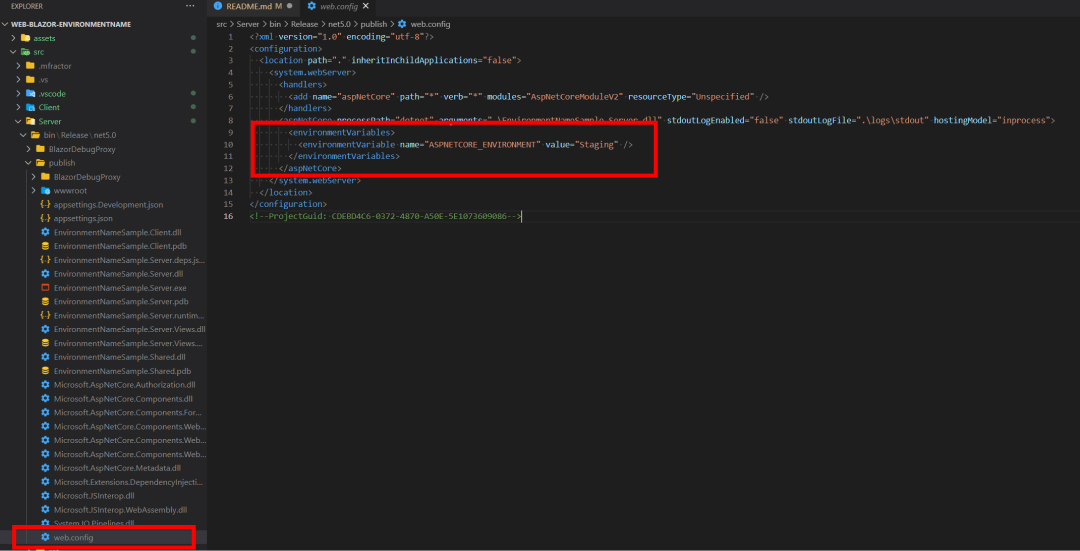 EXPLORER
···
WEB-BLAZOR-ENVIRONMENTNAME
assets
src
.mfractor
.vs
.vscode
Client
Server
bin \ Release \ net5.0
BlazorDebugProxy
publish
BlazorDebugProxy
wwwroot
appsettings.Development.json
appsettings.json
EnvironmentNameSample.Client.dll
EnvironmentNameSample.Client.pdb
EnvironmentNameSample.Server.deps.js...
EnvironmentNameSample.Server.dll
EnvironmentNameSample.Server.exe
EnvironmentNameSample.Server.pdb
EnvironmentNameSample.Server.runtim...
EnvironmentNameSample.Server.Views.dll
EnvironmentNameSample.Server.Views....
EnvironmentNameSample.Shared.dll
EnvironmentNameSample.Shared.pdb
Microsoft.AspNetCore.Authorization.dll
Microsoft.AspNetCore.Components.dll
Microsoft.AspNetCore.Components.For...
Microsoft.AspNetCore.Components.Web...
Microsoft.AspNetCore.Components.Web...
Microsoft.AspNetCore.Components.Web...
Microsoft.AspNetCore.Metadata.dll
Microsoft.Extensions.DependencyInjecti...
Microsoft.JSInterop.dll
Microsoft.JSInterop.WebAssembly.dll
System.IO.Pipelines.dll
web.config
README.md M
web.config
src > Server > bin > Release > net5.0 > publish > web.config
1 <?xml version="1.0" encoding="utf-8"?>
2 <configuration>
3 <location path="." inheritInChildApplications="false">
4 <system.webServer>
5 <handlers>
6 <add name="aspNetCore" path="*" verb="*" modules="AspNetCoreModuleV2" resourceType="Unspecified" />
7 </handlers>
8 <aspNetCore processPath="dotnet" arguments=".\EnvironmentNameSample.Server.dll" stdoutLogEnabled="false" stdoutLogFile=".\logs\stdout" hostingModel="inprocess">
9 <environmentVariables>
10 <environmentVariable name="ASPNETCORE_ENVIRONMENT" value="Staging" />
11 </environmentVariables>
12 </aspNetCore>
13 </system.webServer>
14 </location>
15 </configuration>
16 <!--ProjectGuid: CDEBD4C6-0372-4870-A50E-5E1073609086-->